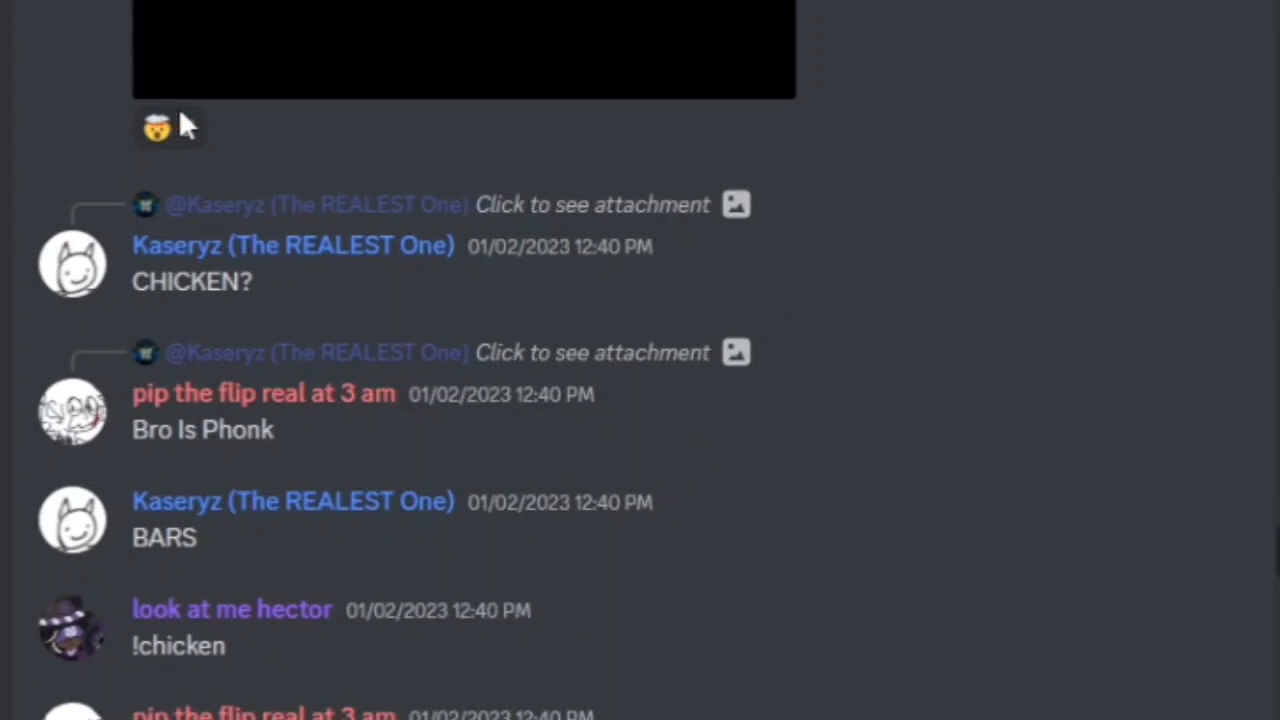 @Kaseryz (The REALEST One) Click to see attachment
Kaseryz (The REALEST One) 01/02/2023 12:40 PM
CHICKEN?
@Kaseryz (The REALEST One) Click to see attachment
pip the flip real at 3 am 01/02/2023 12:40 PM
Bro Is Phonk
Kaseryz (The REALEST One) 01/02/2023 12:40 PM
BARS
look at me hector 01/02/2023 12:40 PM
!chicken
pip the flip real at 3 am 01/02/2023 12:40 PM